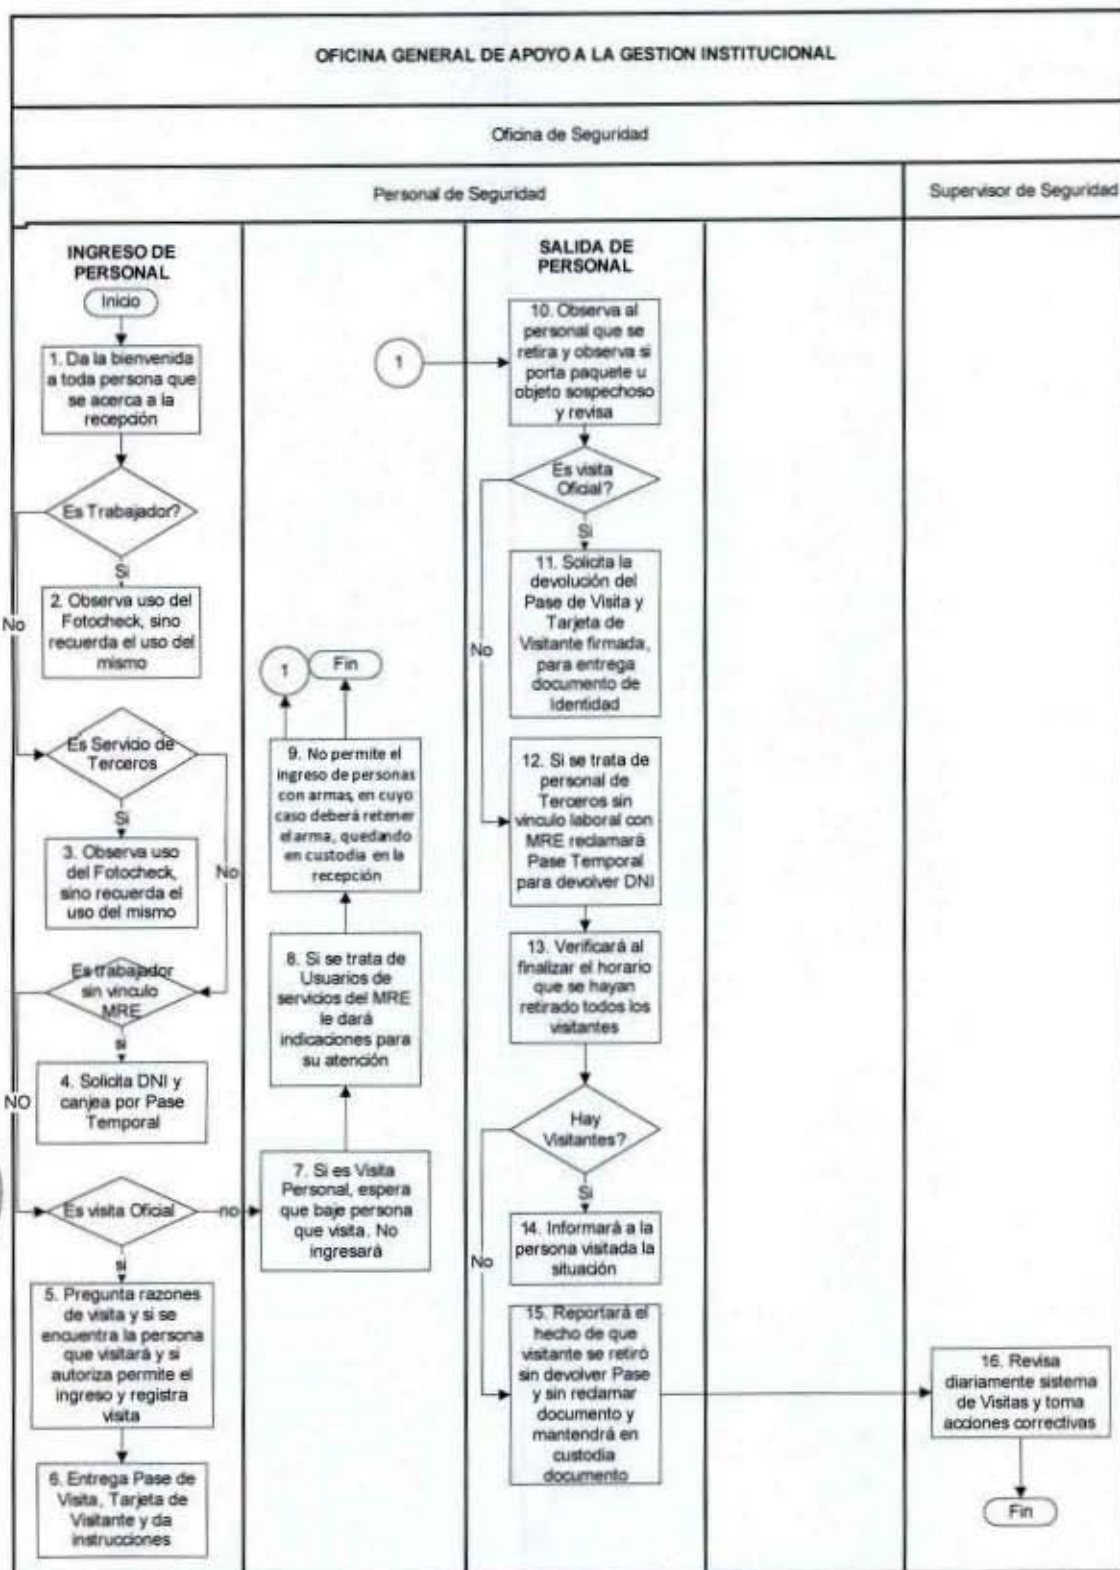 OFICINA GENERAL DE APOYO A LA GESTION INSTITUCIONAL
Oficina de Seguridad
Personal de Seguridad
Supervisor de Seguridad
INGRESO DE
PERSONAL
Inicio
1. Da la bienvenida
a toda persona que
se acerca a la
recepción
Es Trabajador?
Si
No
2. Observa uso del
Fotocheck, sino
recuerda el uso del
mismo
Es Servicio de
Terceros
Si
No
3. Observa uso
del Fotocheck,
sino recuerda el
uso del mismo
Es trabajador
sin vinculo
MRE
si
NO
4. Solicita DNI y
canjea por Pase
Temporal
Es visita Oficial
no
si
5. Pregunta razones
de visita y si se
encuentra la persona
que visitará y si
autoriza permite el
ingreso y registra
visita
6. Entrega Pase de
Visita, Tarjeta de
Visitante y da
instrucciones
1
Fin
9. No permite el
ingreso de personas
con armas, en cuyo
caso deberá retener
el arma, quedando
en custodia en la
recepción
8. Si se trata de
Usuarios de
servicios del MRE
le dará
indicaciones para
su atención
7. Si es Visita
Personal, espera
que baje persona
que visita. No
ingresará
SALIDA DE
PERSONAL
1
10. Observa al
personal que se
retira y observa si
porta paquete u
objeto sospechoso
y revisa
Es visita
Oficial?
Si
No
11. Solicita la
devolución del
Pase de Visita y
Tarjeta de
Visitante firmada,
para entrega
documento de
Identidad
12. Si se trata de
personal de
Terceros sin
vinculo laboral con
MRE reclamará
Pase Temporal
para devolver DNI
13. Verificará al
finalizar el horario
que se hayan
retirado todos los
visitantes
Hay
Visitantes?
Si
No
14. Informará a la
persona visitada la
situación
15. Reportará el
hecho de que
visitante se retiró
sin devolver Pase
y sin reclamar
documento y
mantendrá en
custodia
documento
16. Revisa
diariamente sistema
de Visitas y toma
acciones correctivas
Fin